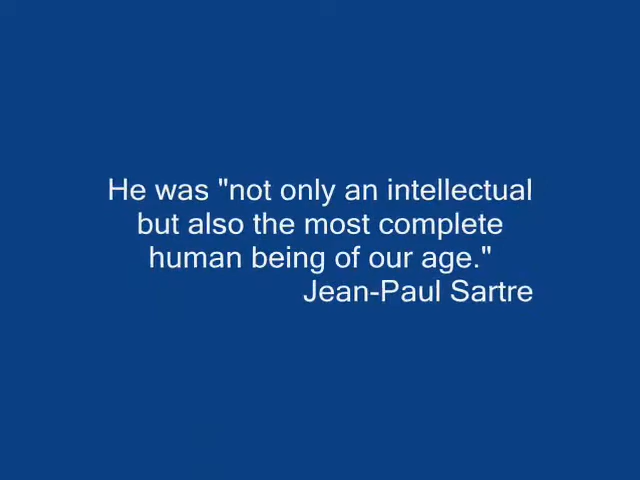 He was "not only an intellectual
but also the most complete
human being of our age."
Jean-Paul Sartre